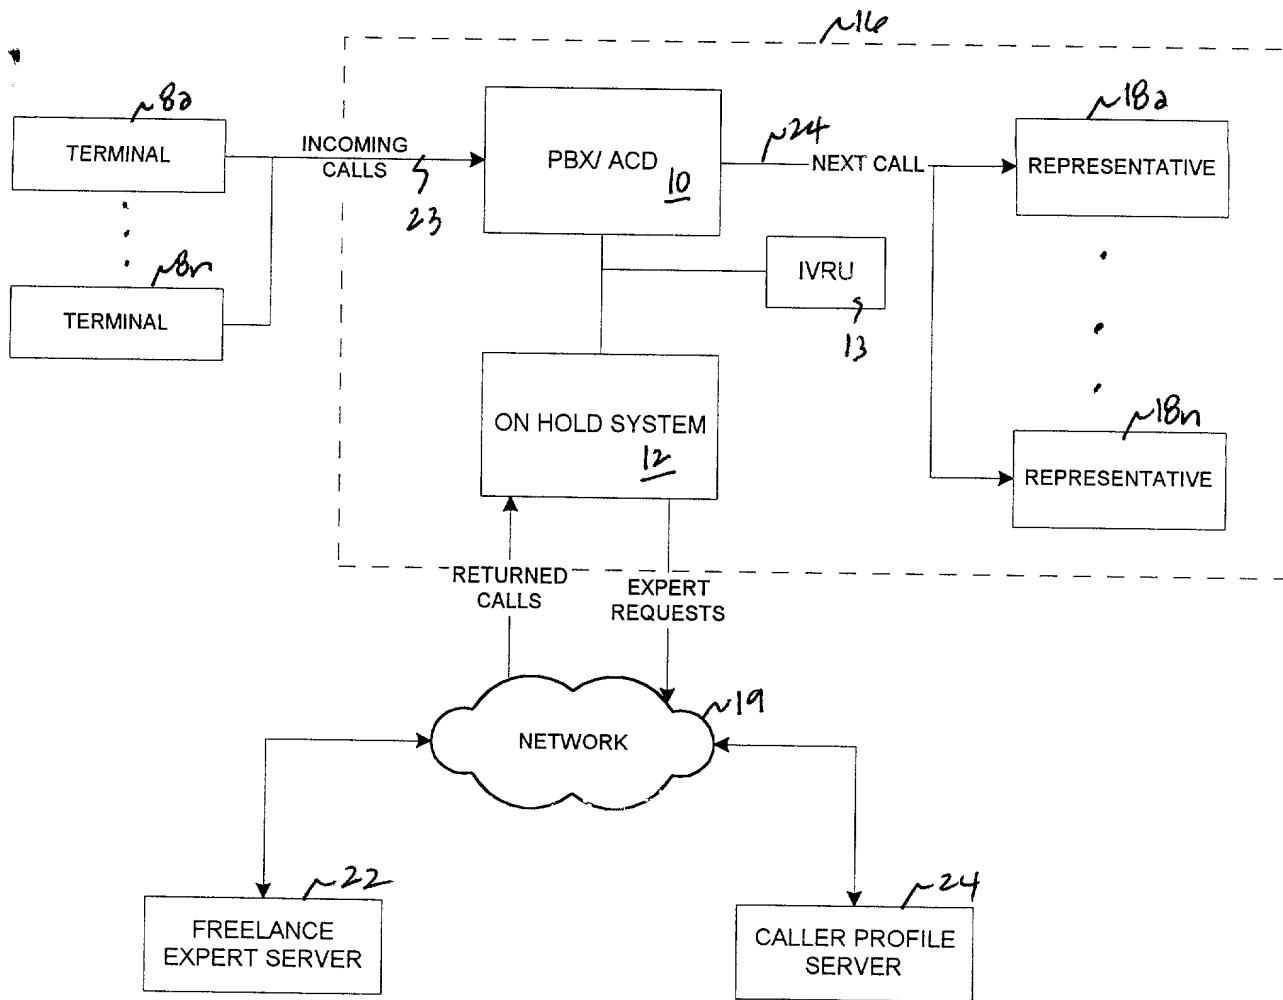 ~16
~8a
TERMINAL
INCOMING
CALLS
23
PBX/ ACD
10
~24
NEXT CALL
~18a
REPRESENTATIVE
~8n
TERMINAL
IVRU
13
ON HOLD SYSTEM
12
~18n
REPRESENTATIVE
RETURNED
CALLS
EXPERT
REQUESTS
~19
NETWORK
~22
FREELANCE
EXPERT SERVER
~24
CALLER PROFILE
SERVER